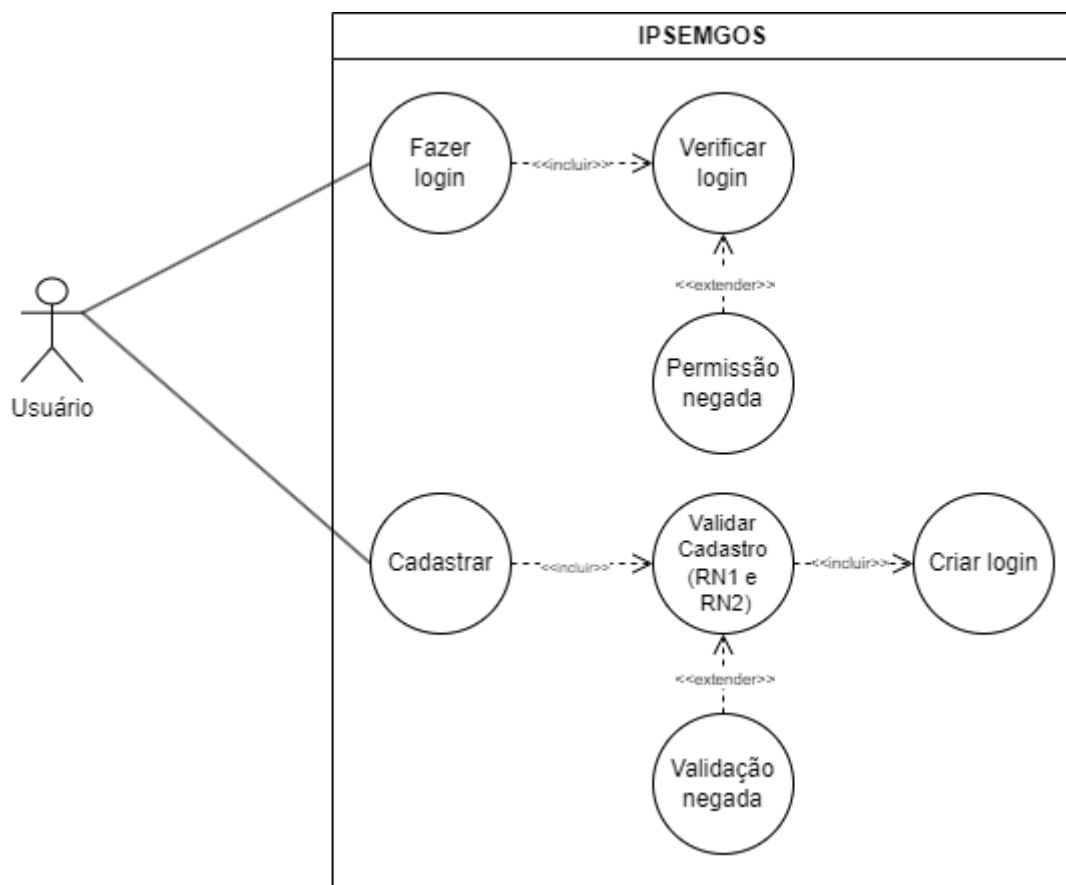 IPSEMGOS
Fazer
login
<<incluir>>
Verificar
login
<<extender>>
Permissão
negada
Usuário
Cadastrar
<<incluir>>
Validar
Cadastro
(RN1 e
RN2)
<<incluir>>
Criar login
<<extender>>
Validação
negada